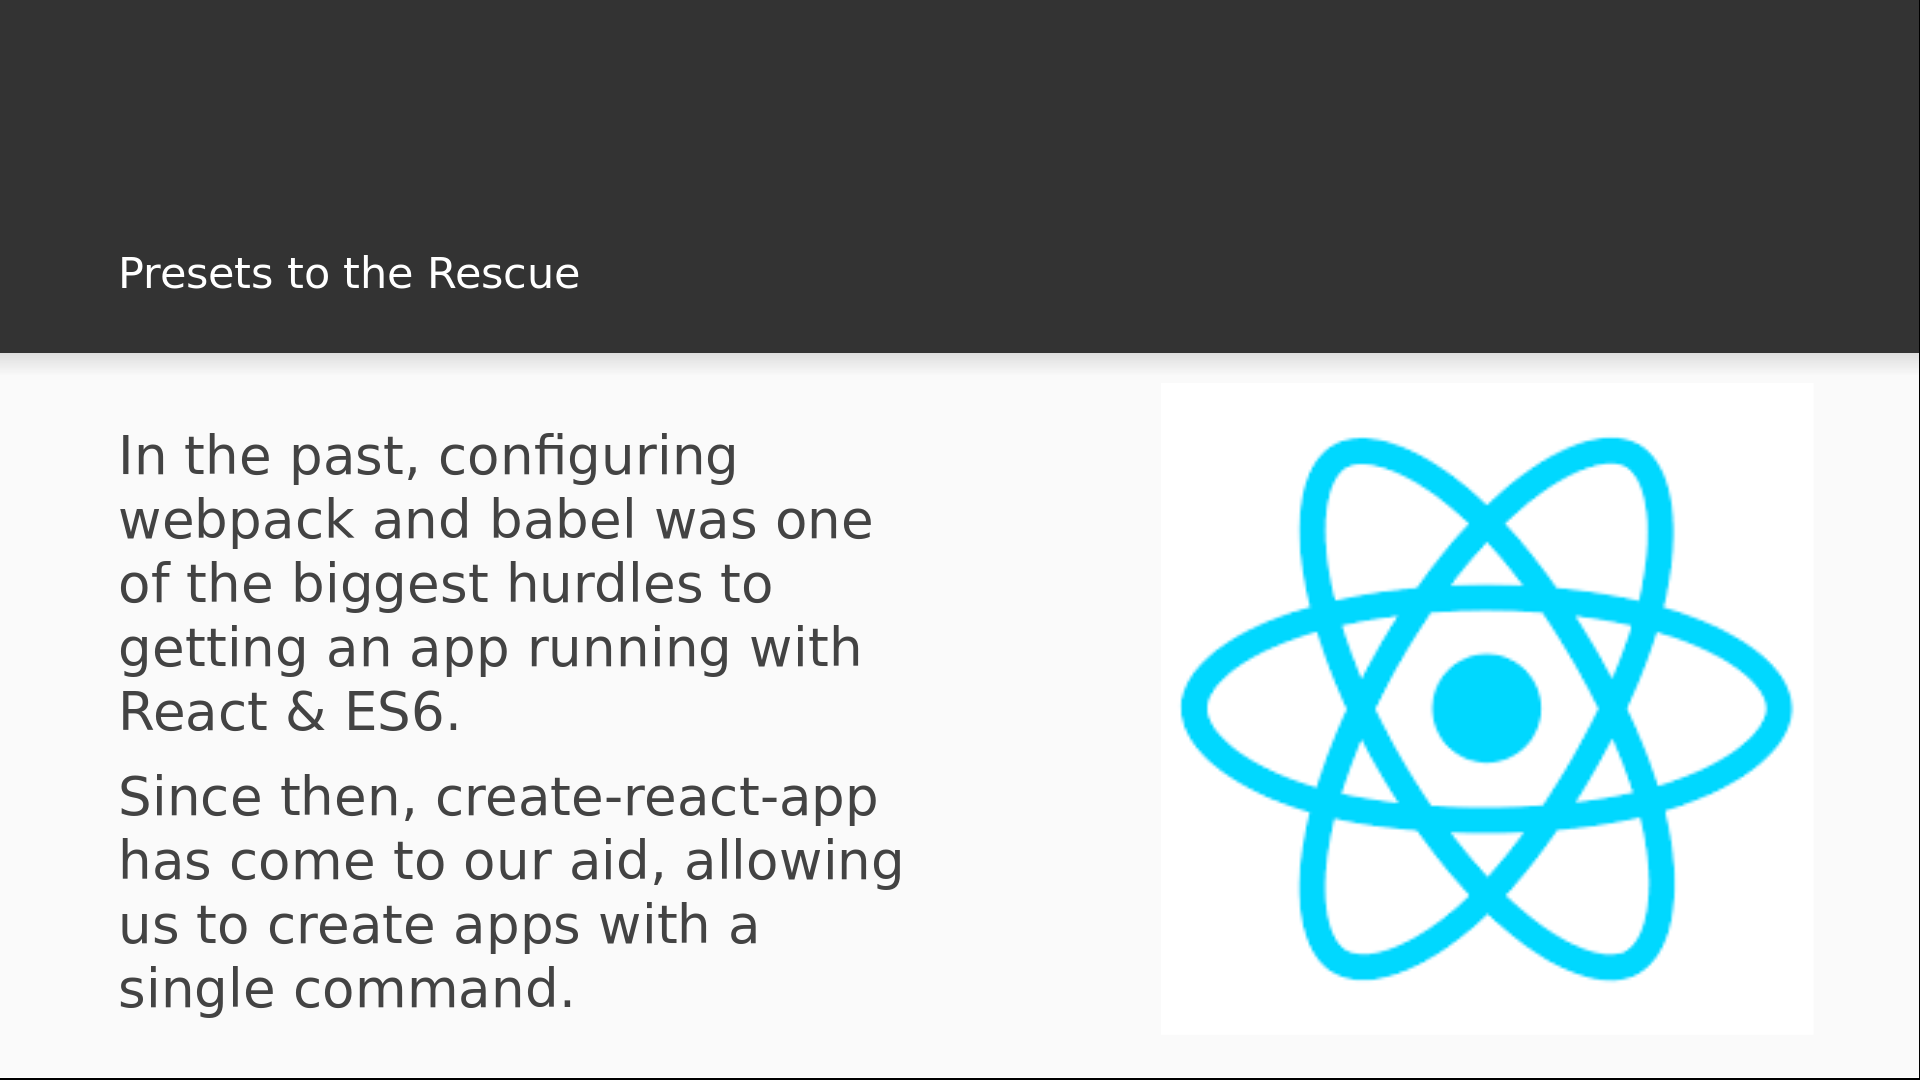 Presets to the Rescue
In the past, configuring
webpack and babel was one
of the biggest hurdles to
getting an app running with
React & ES6.
Since then, create-react-app
has come to our aid, allowing
us to create apps with a
single command.